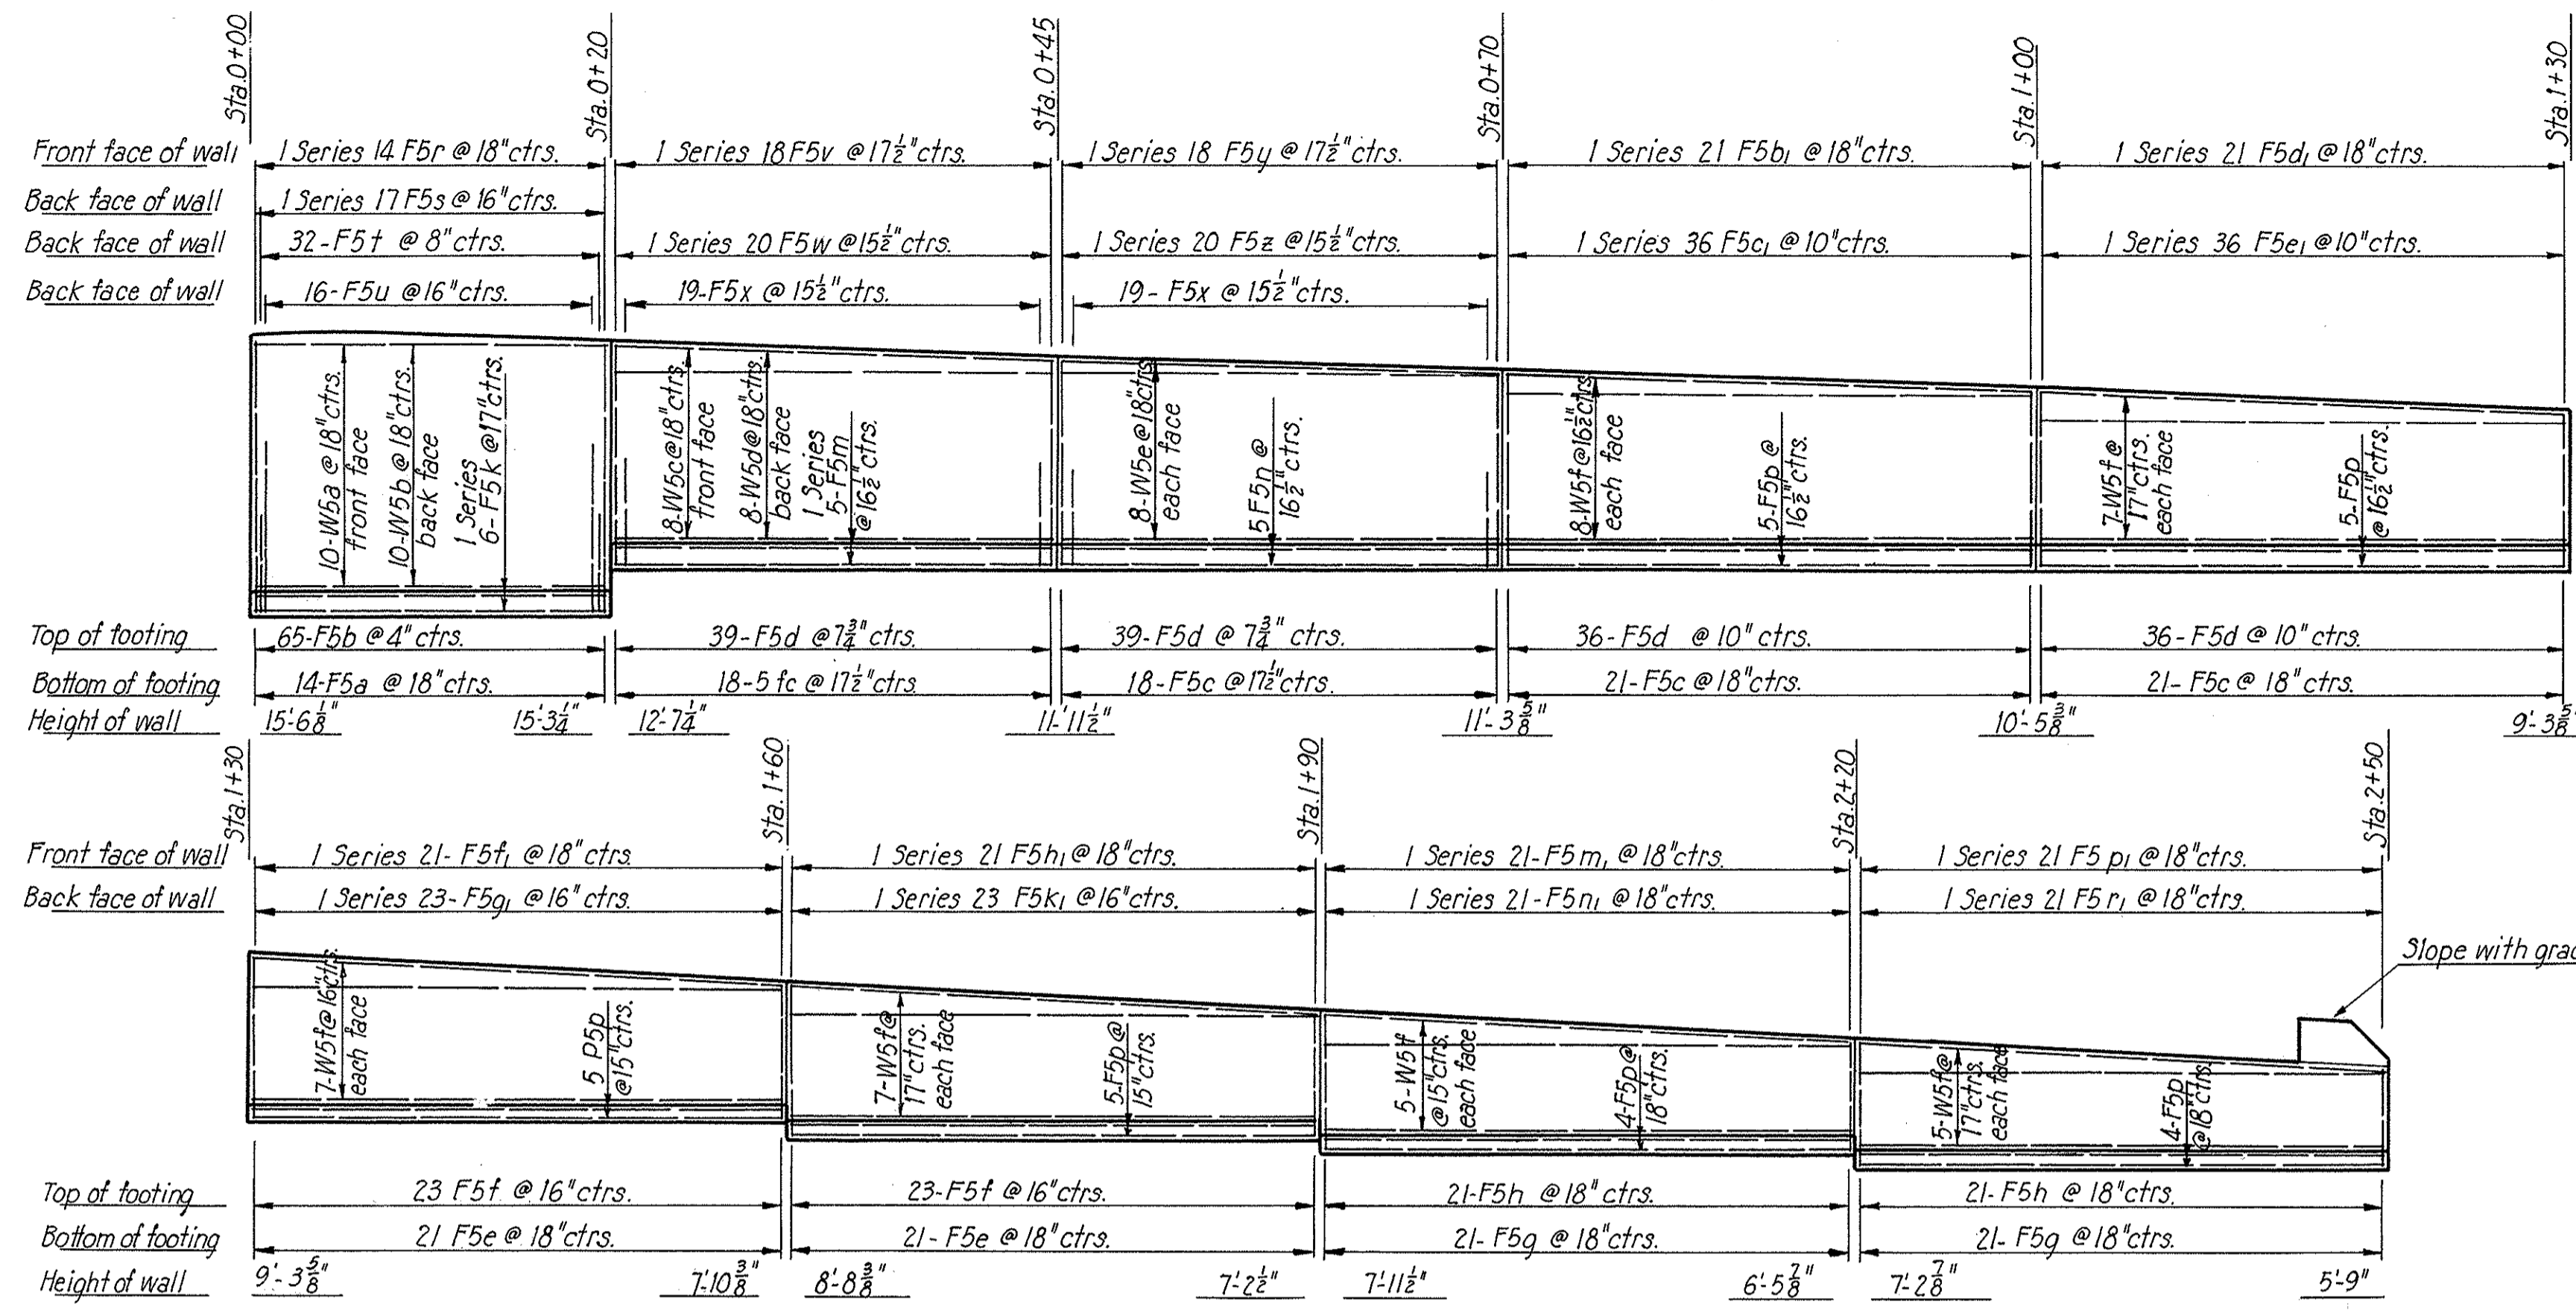 Sta.0+00
Sta.0+20
Sta.0+45
Sta.0+70
Sta.1+00
Sta.1+30
Front face of wall
1 Series 14 F5r @ 18"ctrs.
1 Series 18 F5v @ 17½"ctrs.
1 Series 18 F5y @ 17½"ctrs.
1 Series 21 F5b₁ @ 18"ctrs.
1 Series 21 F5d₁ @ 18"ctrs.
Back face of wall
1 Series 17 F5s @ 16"ctrs.
Back face of wall
32-F5t @ 8"ctrs.
1 Series 20 F5w @ 15½"ctrs.
1 Series 20 F5z @ 15½"ctrs.
1 Series 36 F5c₁ @ 10"ctrs.
1 Series 36 F5e₁ @ 10"ctrs.
Back face of wall
16-F5u @ 16"ctrs.
19-F5x @ 15½"ctrs.
19-F5x @ 15½"ctrs.
10-W5a @ 18"ctrs.
front face
10-W5b @ 18"ctrs.
back face
1 Series
6-F5k @ 17"ctrs.
8-W5c @ 18"ctrs.
front face
8-W5d @ 18"ctrs.
back face
1 Series
5-F5m
@ 16½"ctrs.
8-W5e @ 18"ctrs.
each face
5 F5n @
16½"ctrs.
8-W5f @ 16½"ctrs.
each face
5-F5p @
16½"ctrs.
7-W5f @
17"ctrs.
each face
5-F5p
@ 16½"ctrs.
Top of footing
65-F5b @ 4"ctrs.
39-F5d @ 7¾"ctrs.
39-F5d @ 7¾"ctrs.
36-F5d @ 10"ctrs.
36-F5d @ 10"ctrs.
Bottom of footing
14-F5a @ 18"ctrs.
18-5fc @ 17½"ctrs.
18-F5c @ 17½"ctrs.
21-F5c @ 18"ctrs.
21-F5c @ 18"ctrs.
Height of wall
15'-6⅛"
15'-3¼"
12'-7¼"
11'-11½"
11'-3⅝"
10'-5⅜"
9'-3⅝"
Sta.1+30
Sta.1+60
Sta.1+90
Sta.2+20
Sta.2+50
Front face of wall
1 Series 21-F5f₁ @ 18"ctrs.
1 Series 21 F5h₁ @ 18"ctrs.
1 Series 21-F5m₁ @ 18"ctrs.
1 Series 21 F5p₁ @ 18"ctrs.
Back face of wall
1 Series 23-F5g₁ @ 16"ctrs.
1 Series 23 F5k₁ @ 16"ctrs.
1 Series 21-F5n₁ @ 18"ctrs.
1 Series 21 F5r₁ @ 18"ctrs.
Slope with grad
7-W5f @ 16"ctrs.
each face
5 P5p
@ 15"ctrs.
7-W5f @
17"ctrs.
each face
5-F5p @
15"ctrs.
5-W5f
@ 15"ctrs.
each face
4-F5p @
18"ctrs.
5-W5f @
17"ctrs.
each face
4-F5p
@ 18"ctrs.
Top of footing
23 F5f @ 16"ctrs.
23-F5f @ 16"ctrs.
21-F5h @ 18"ctrs.
21-F5h @ 18"ctrs.
Bottom of footing
21 F5e @ 18"ctrs.
21-F5e @ 18"ctrs.
21-F5g @ 18"ctrs.
21-F5g @ 18"ctrs.
Height of wall
9'-3⅝"
7'-10⅜"
8'-8⅜"
7'-2½"
7'-11½"
6'-5⅞"
7'-2⅞"
5'-9"